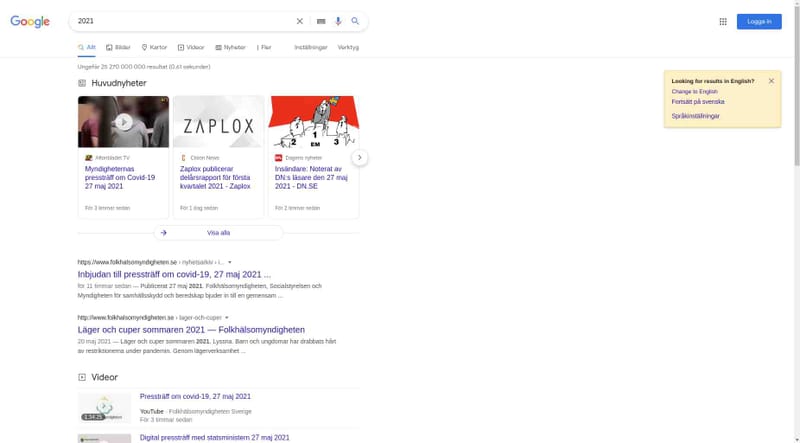 Google
2021
Logga in
Allt
Bilder
Kartor
Videor
Nyheter
Fler
Inställningar
Verktyg
Ungefär 25 270 000 000 resultat (0,61 sekunder)
Looking for results in English?
Change to English
Fortsätt på svenska
Språkinställningar
Huvudnyheter
ZAPLOX
2 1 3
EM
Aftonbladet TV
Myndigheternas
pressträff om Covid-19
27 maj 2021
För 3 timmar sedan
Cision News
Zaplox publicerar
delårsrapport för första
kvartalet 2021 - Zaplox
För 1 dag sedan
Dagens nyheter
Insändare: Noterat av
DN:s läsare den 27 maj
2021 - DN.SE
För 2 timmar sedan
Visa alla
https://www.folkhalsomyndigheten.se › nyhetsarkiv › i...
Inbjudan till pressträff om covid-19, 27 maj 2021 ...
för 11 timmar sedan — Publicerat 27 maj 2021. Folkhälsomyndigheten, Socialstyrelsen och
Myndigheten för samhällsskydd och beredskap bjuder in till en gemensam ...
http://www.folkhalsomyndigheten.se › lager-och-cuper
Läger och cuper sommaren 2021 — Folkhälsomyndigheten
20 maj 2021 — Läger och cuper sommaren 2021. Lyssna. Barn och ungdomar har drabbats hårt
av restriktionerna under pandemin. Genom lägerverksamhet ...
Videor
Pressträff om covid-19, 27 maj 2021
YouTube · Folkhälsomyndigheten Sverige
För 3 timmar sedan
Digital pressträff med statsministern 27 maj 2021